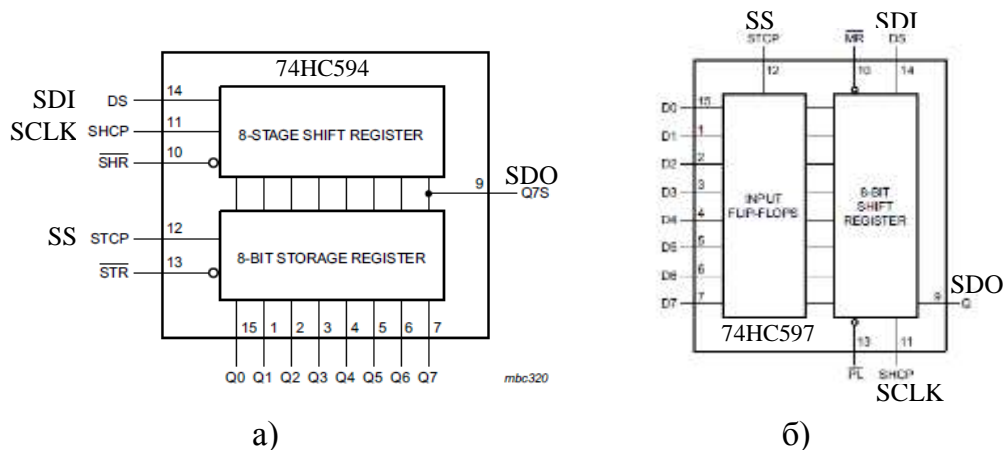 74HC594
SDI DS 14
SCLK SHCP 11
8-STAGE SHIFT REGISTER
SHR 10
9 SDO
Q7S
SS STCP 12
8-BIT STORAGE REGISTER
STR 13
15 1 2 3 4 5 6 7
Q0 Q1 Q2 Q3 Q4 Q5 Q6 Q7
mbc320
а)
SS SDI
STCP MR DS
12 10 14
D0 15
D1 1
D2 2
D3 3
D4 4
D5 5
D6 6
D7 7
INPUT
FLIP-FLOPS
8-BIT
SHIFT
REGISTER
SDO
9 Q
74HC597
13 11
PL SHCP
SCLK
б)